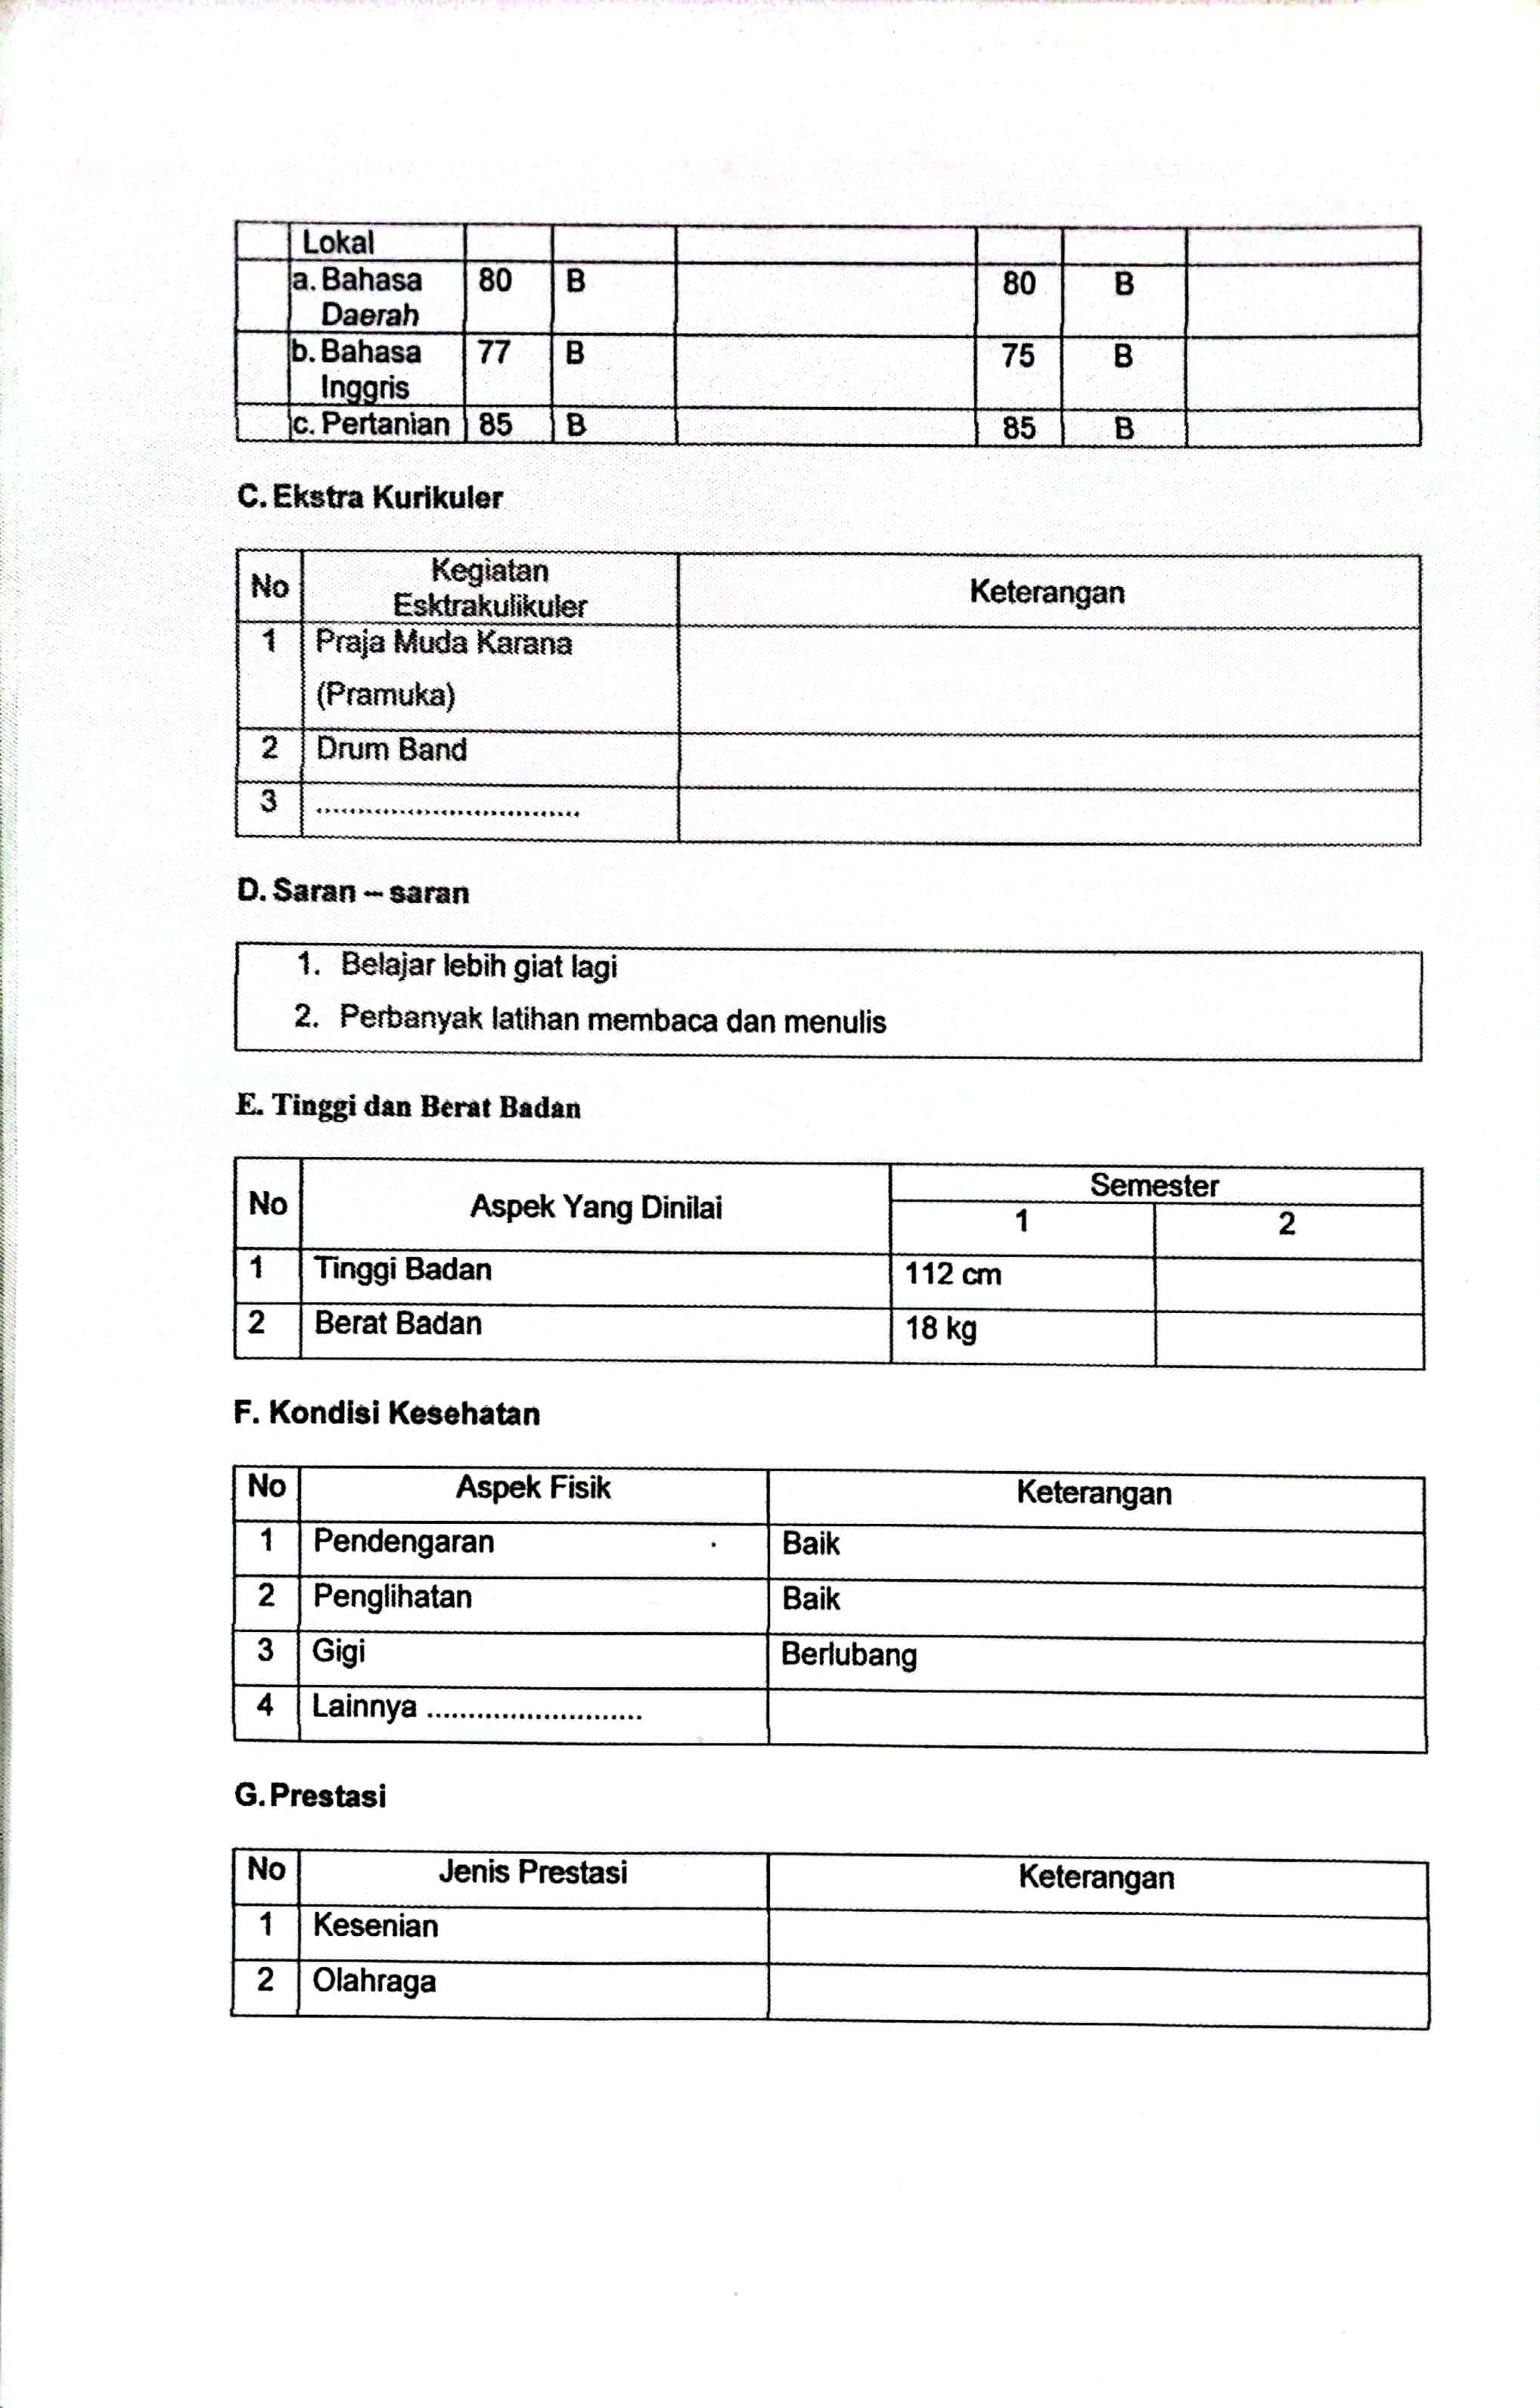 Lokal
a. Bahasa Daerah 80 B 80 B
b. Bahasa Inggris 77 B 75 B
c. Pertanian 85 B 85 B
C. Ekstra Kurikuler
No Kegiatan Esktrakulikuler Keterangan
1 Praja Muda Karana
(Pramuka)
2 Drum Band
3 ................................
D. Saran – saran
1. Belajar lebih giat lagi
2. Perbanyak latihan membaca dan menulis
E. Tinggi dan Berat Badan
No Aspek Yang Dinilai Semester
1 2
1 Tinggi Badan 112 cm
2 Berat Badan 18 kg
F. Kondisi Kesehatan
No Aspek Fisik Keterangan
1 Pendengaran Baik
2 Penglihatan Baik
3 Gigi Berlubang
4 Lainnya ..........................
G. Prestasi
No Jenis Prestasi Keterangan
1 Kesenian
2 Olahraga